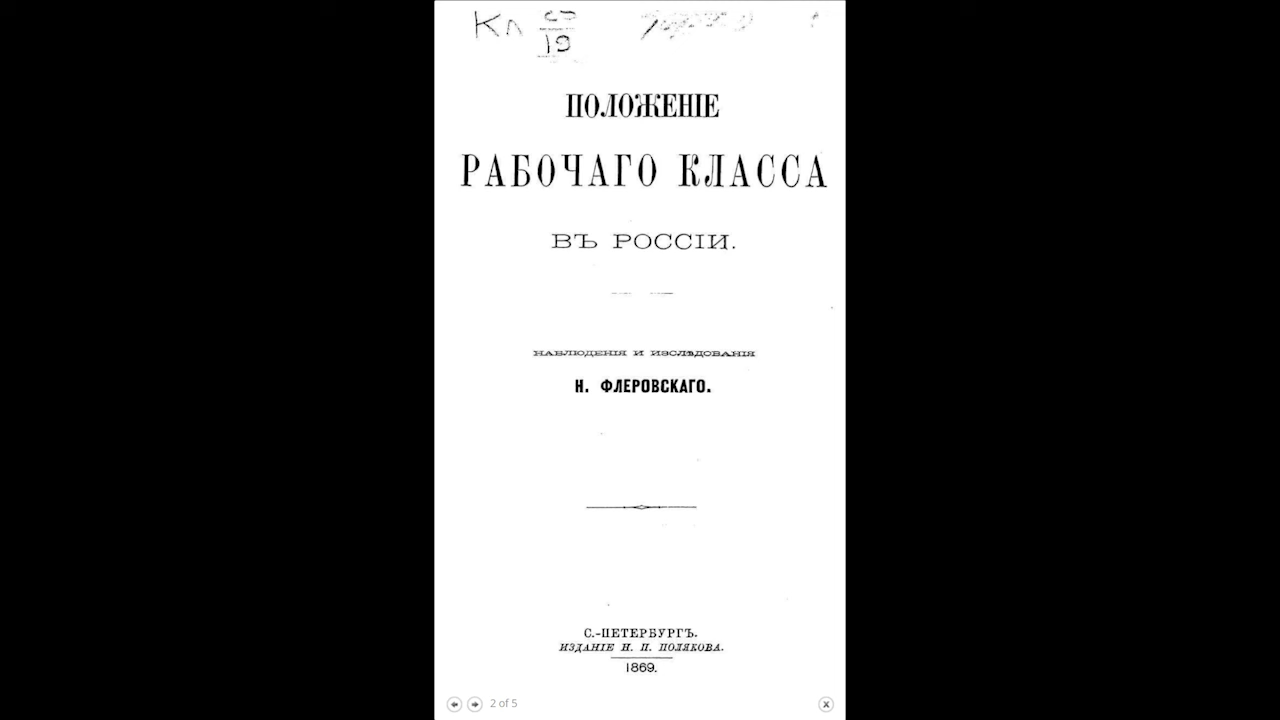 Кл 19
ПОЛОЖЕНІЕ
РАБОЧАГО КЛАССА
ВЪ РОССІИ.
НАБЛЮДЕНІЯ И ИЗСЛѢДОВАНІЯ
Н. ФЛЕРОВСКАГО.
С.-ПЕТЕРБУРГЪ.
ИЗДАНІЕ Н. П. ПОЛЯКОВА.
1869.
2 of 5